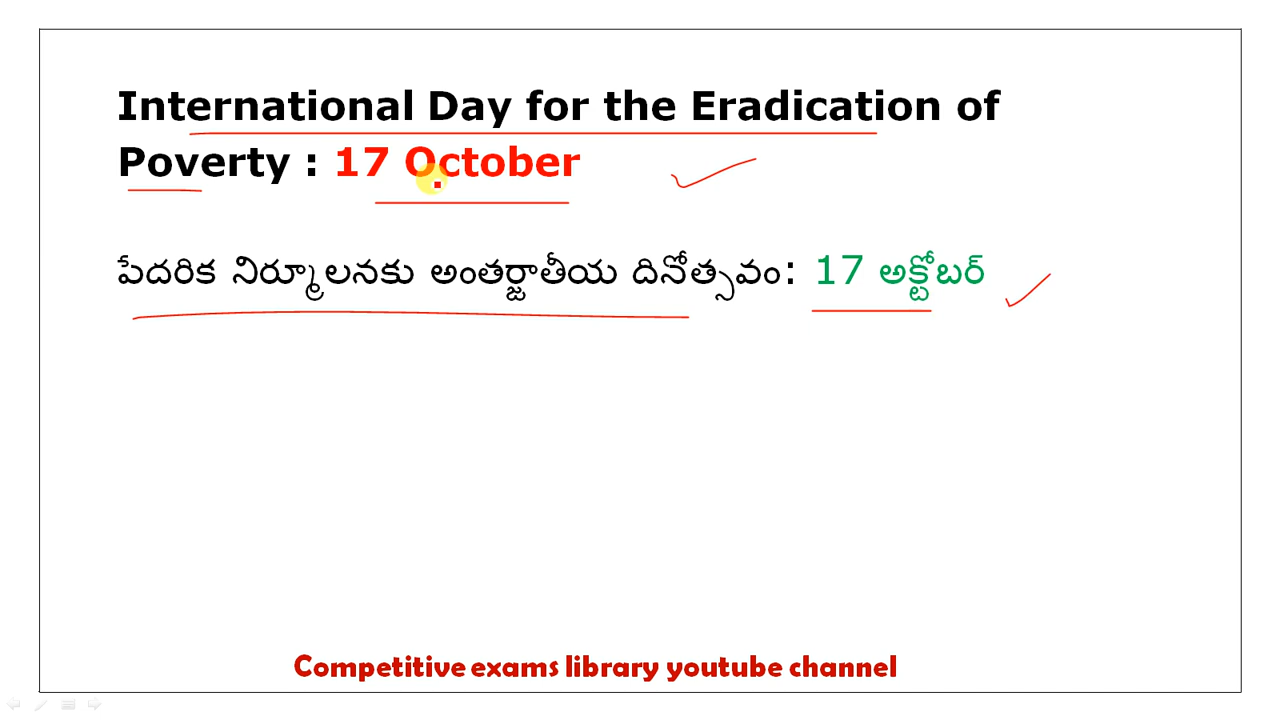 International Day for the Eradication of
Poverty : 17 October
పేదరిక నిర్మూలనకు అంతర్జాతీయ దినోత్సవం: 17 అక్టోబర్
Competitive exams library youtube channel